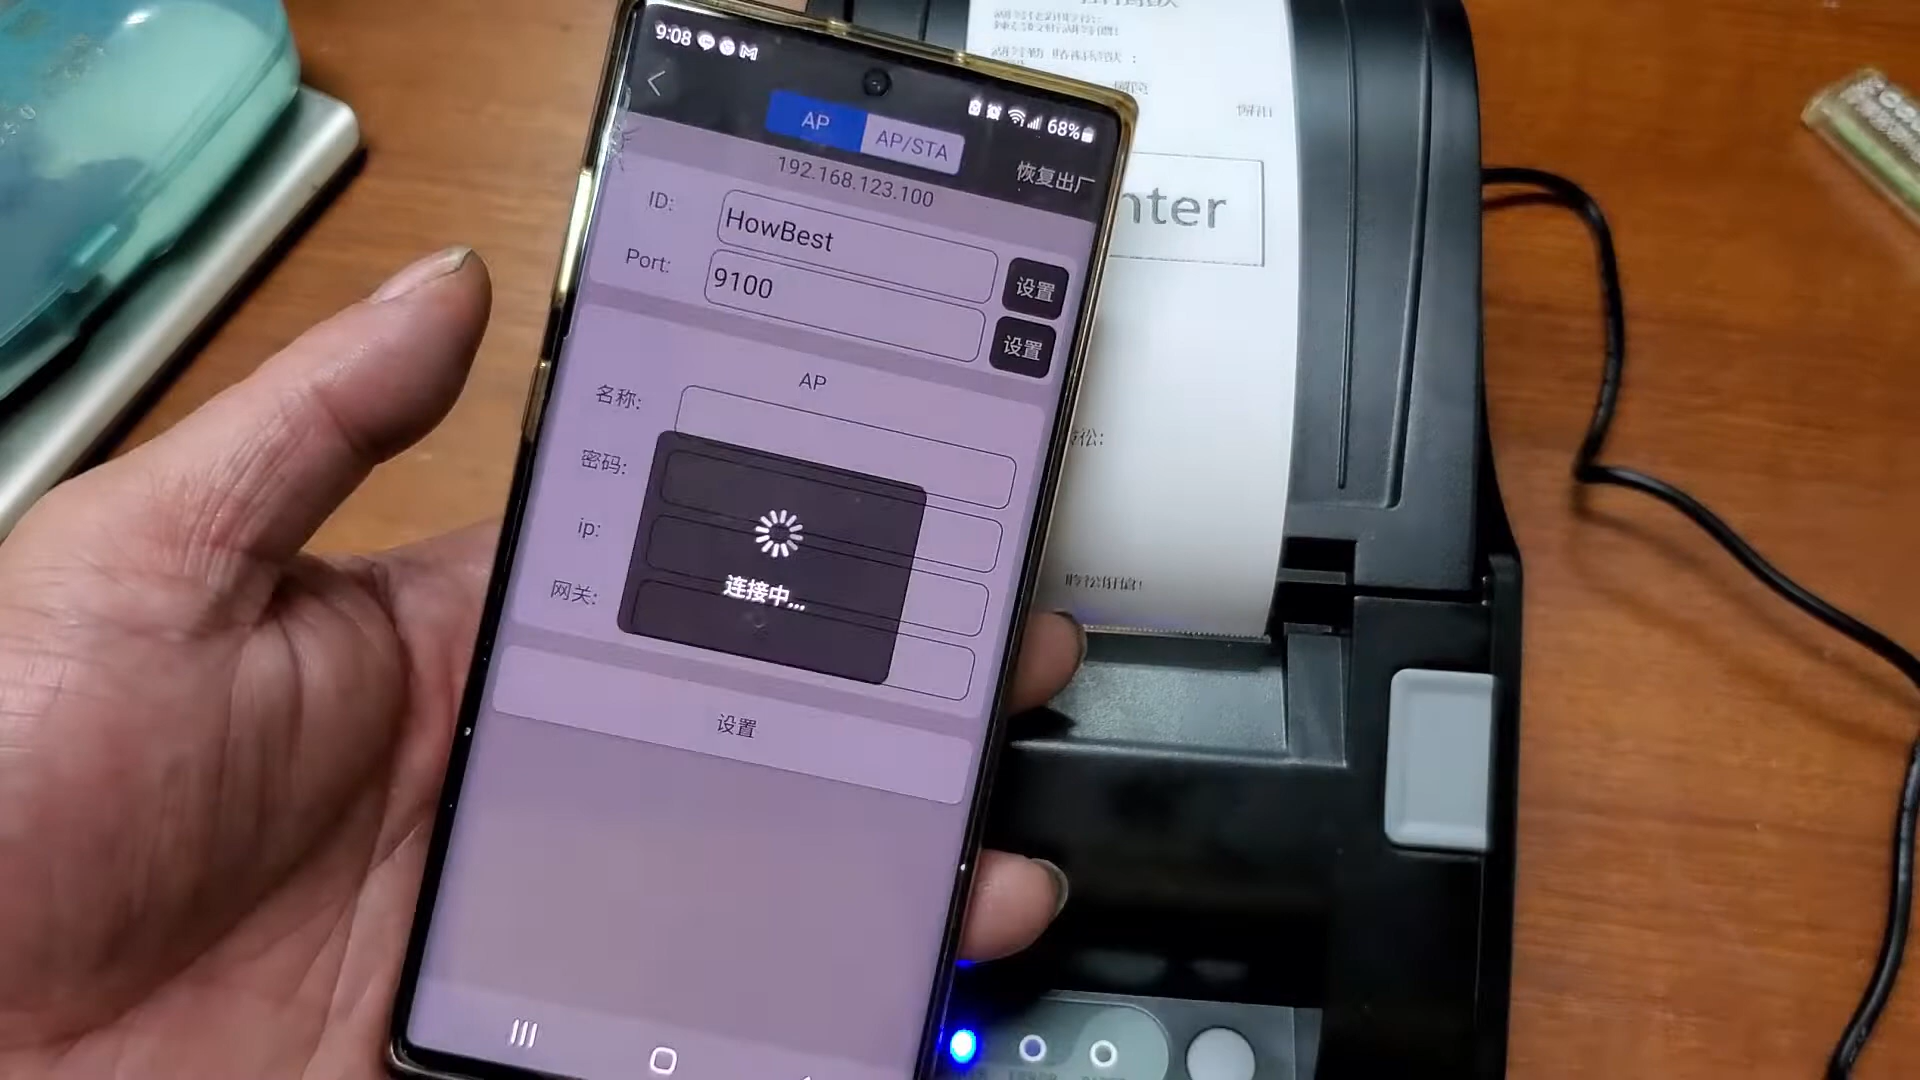 9:08
68%
AP AP/STA
192.168.123.100
恢复出厂
ID: HowBest 设置
Port: 9100 设置
AP
名称:
密码:
ip:
网关:
连接中...
设置
nter